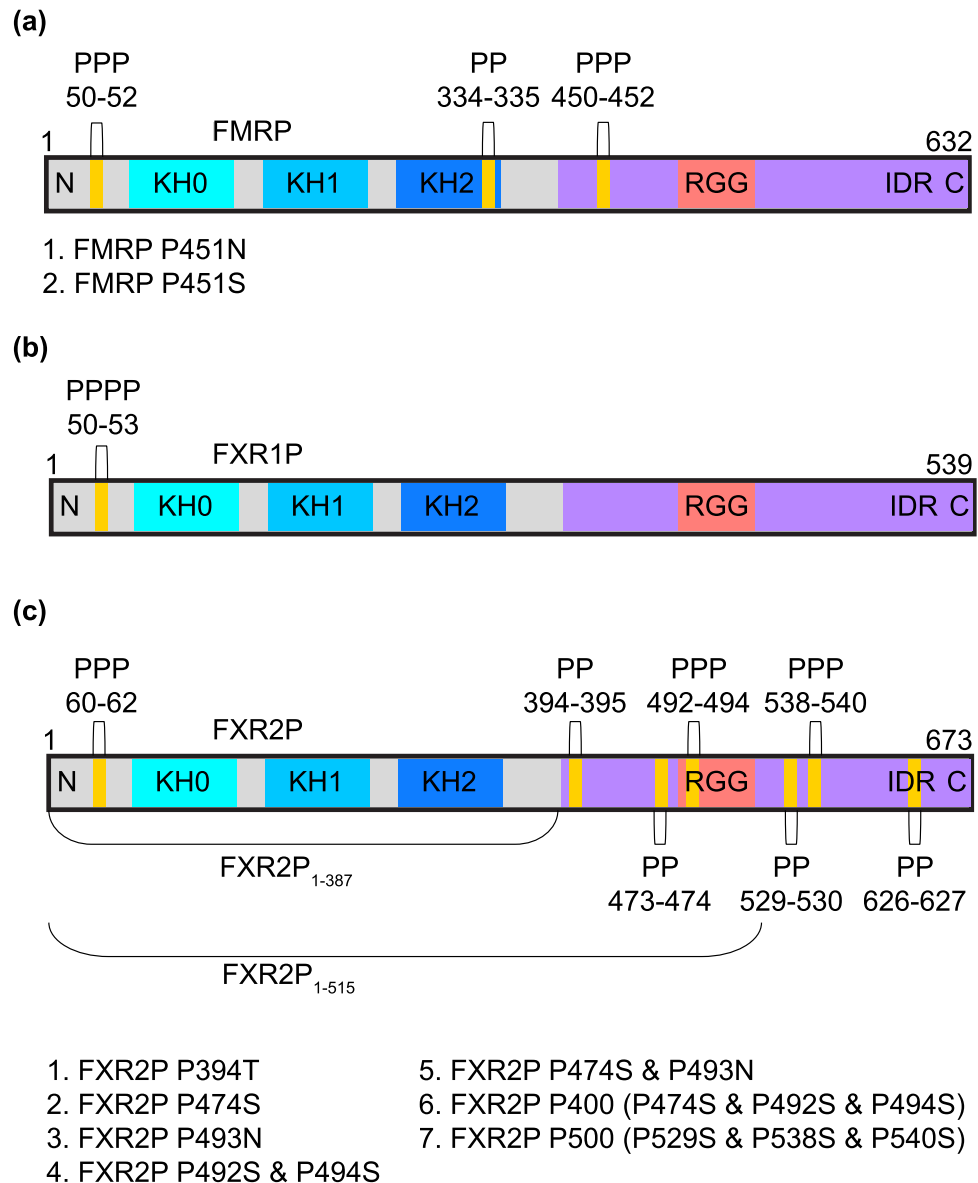 (a)
PPP PP PPP
50-52 334-335 450-452
1 FMRP 632
N KH0 KH1 KH2 RGG IDR C
1. FMRP P451N
2. FMRP P451S
(b)
PPPP
50-53
1 FXR1P 539
N KH0 KH1 KH2 RGG IDR C
(c)
PPP PP PPP PPP
60-62 394-395 492-494 538-540
1 FXR2P 673
N KH0 KH1 KH2 RGG IDR C
FXR2P1-387 PP PP PP
473-474 529-530 626-627
FXR2P1-515
1. FXR2P P394T
2. FXR2P P474S
3. FXR2P P493N
4. FXR2P P492S & P494S
5. FXR2P P474S & P493N
6. FXR2P P400 (P474S & P492S & P494S)
7. FXR2P P500 (P529S & P538S & P540S)